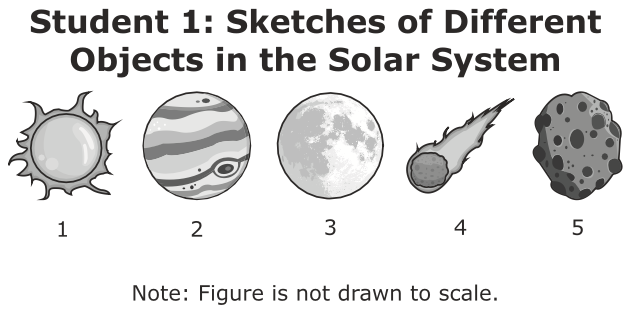 Student 1: Sketches of Different
Objects in the Solar System
1 2 3 4 5
Note: Figure is not drawn to scale.